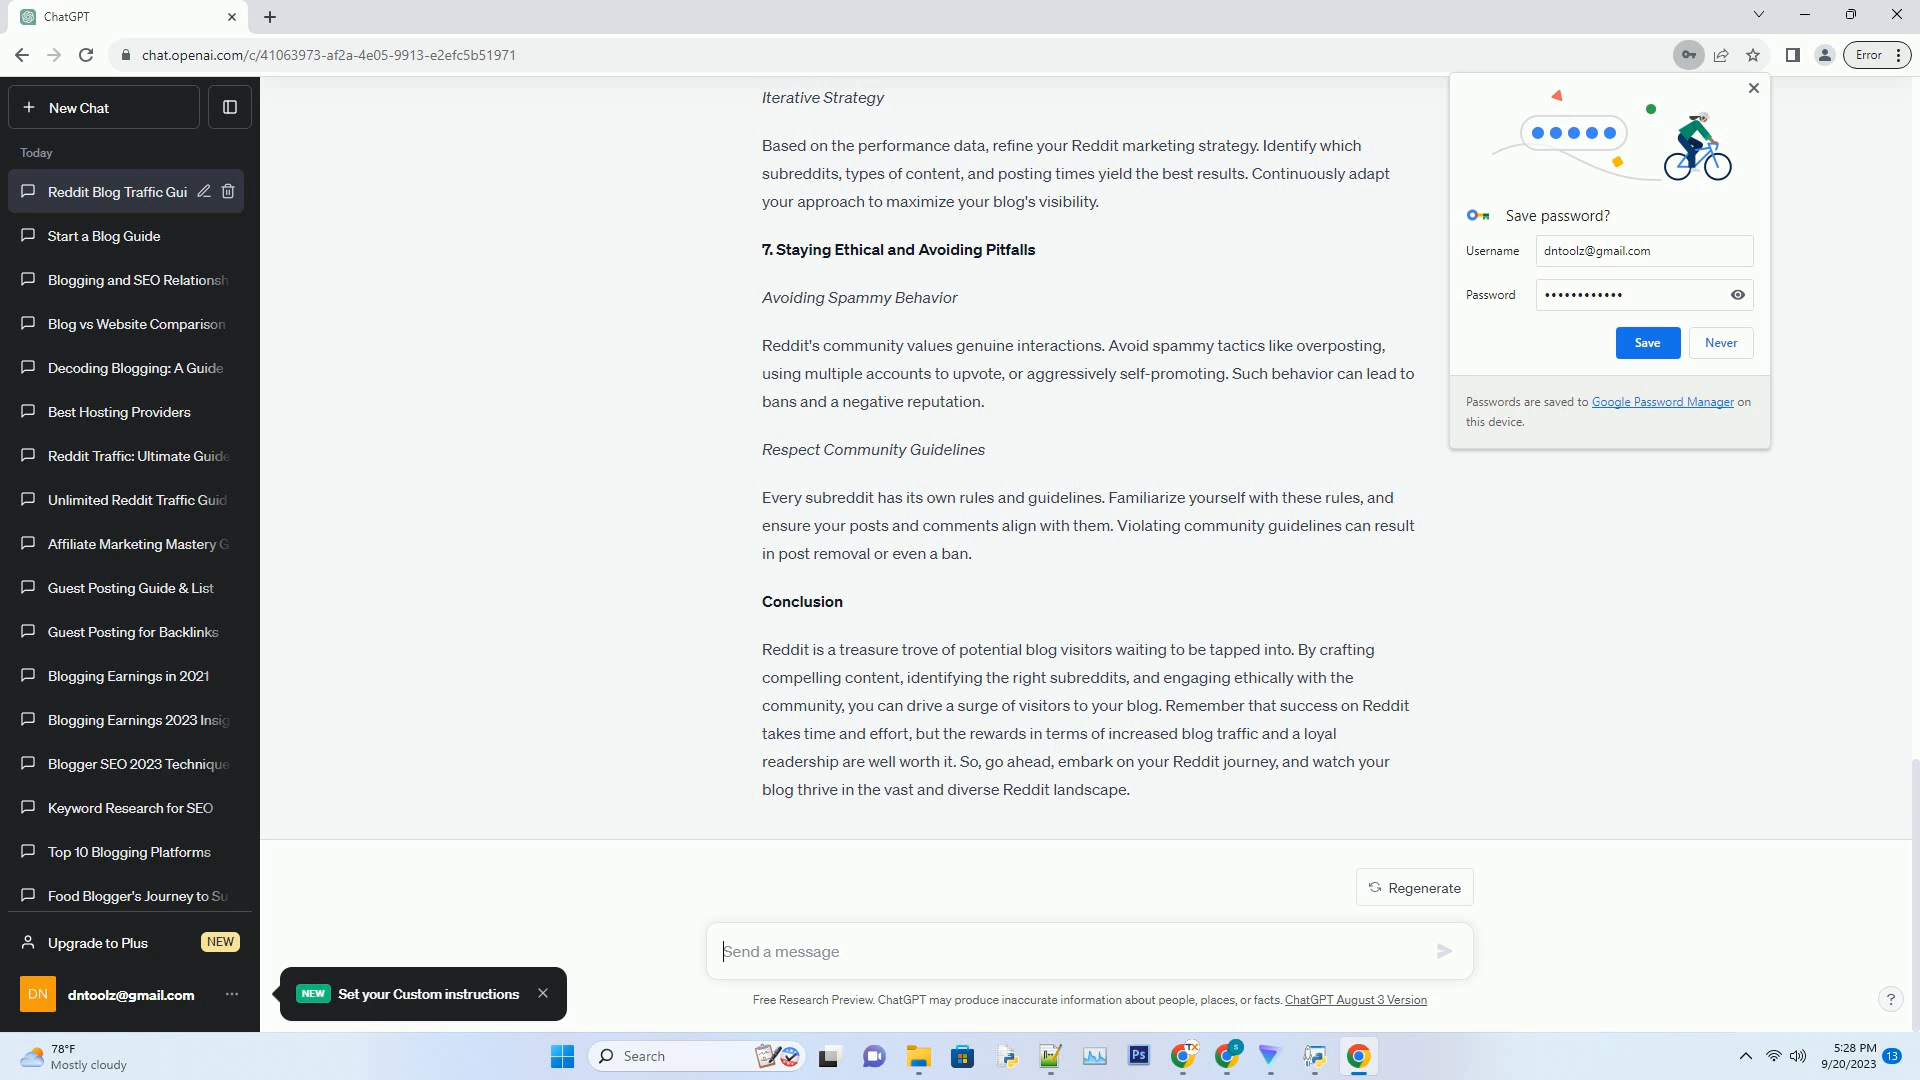 ChatGPT
chat.openai.com/c/41063973-af2a-4e05-9913-e2efc5b51971
Error
New Chat
Today
Reddit Blog Traffic Gui
Start a Blog Guide
Blogging and SEO Relationsh
Blog vs Website Comparison
Decoding Blogging: A Guide
Best Hosting Providers
Reddit Traffic: Ultimate Guide
Unlimited Reddit Traffic Guid
Affiliate Marketing Mastery G
Guest Posting Guide & List
Guest Posting for Backlinks
Blogging Earnings in 2021
Blogging Earnings 2023 Insig
Blogger SEO 2023 Technique
Keyword Research for SEO
Top 10 Blogging Platforms
Food Blogger's Journey to Su
Upgrade to Plus NEW
DN dntoolz@gmail.com
NEW Set your Custom instructions
Iterative Strategy
Based on the performance data, refine your Reddit marketing strategy. Identify which
subreddits, types of content, and posting times yield the best results. Continuously adapt
your approach to maximize your blog's visibility.
7. Staying Ethical and Avoiding Pitfalls
Avoiding Spammy Behavior
Reddit's community values genuine interactions. Avoid spammy tactics like overposting,
using multiple accounts to upvote, or aggressively self-promoting. Such behavior can lead to
bans and a negative reputation.
Respect Community Guidelines
Every subreddit has its own rules and guidelines. Familiarize yourself with these rules, and
ensure your posts and comments align with them. Violating community guidelines can result
in post removal or even a ban.
Conclusion
Reddit is a treasure trove of potential blog visitors waiting to be tapped into. By crafting
compelling content, identifying the right subreddits, and engaging ethically with the
community, you can drive a surge of visitors to your blog. Remember that success on Reddit
takes time and effort, but the rewards in terms of increased blog traffic and a loyal
readership are well worth it. So, go ahead, embark on your Reddit journey, and watch your
blog thrive in the vast and diverse Reddit landscape.
Regenerate
Send a message
Free Research Preview. ChatGPT may produce inaccurate information about people, places, or facts. ChatGPT August 3 Version
?
Save password?
Username dntoolz@gmail.com
Password ••••••••••••
Save Never
Passwords are saved to Google Password Manager on
this device.
78°F
Mostly cloudy
Search
Ps
TX
S
5:28 PM
9/20/2023
13